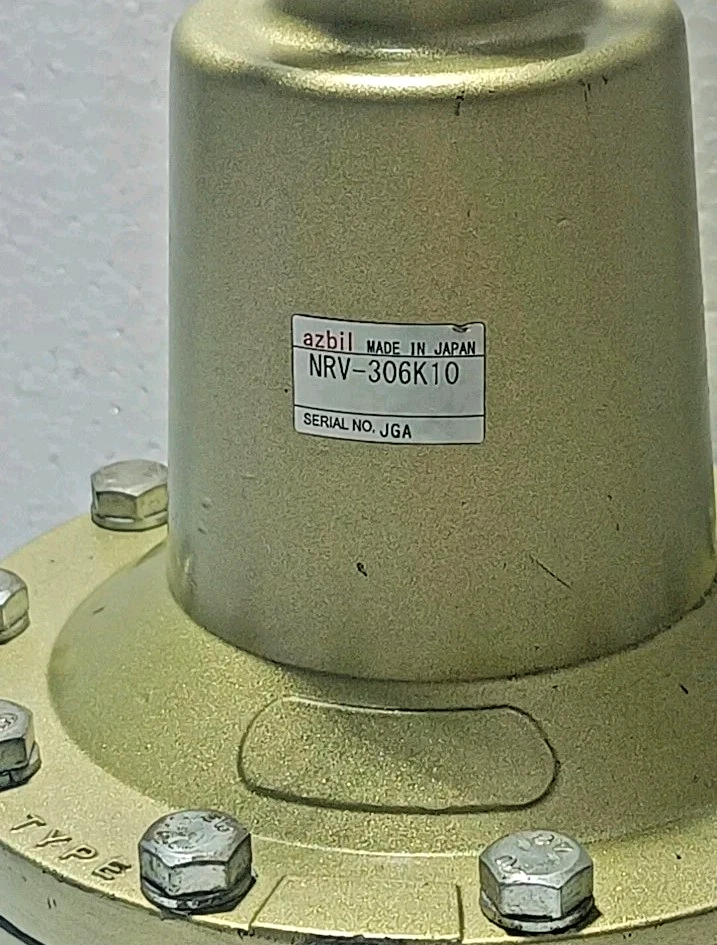 azbil MADE IN JAPAN
NRV-306K10
SERIAL NO. JGA
TYPE